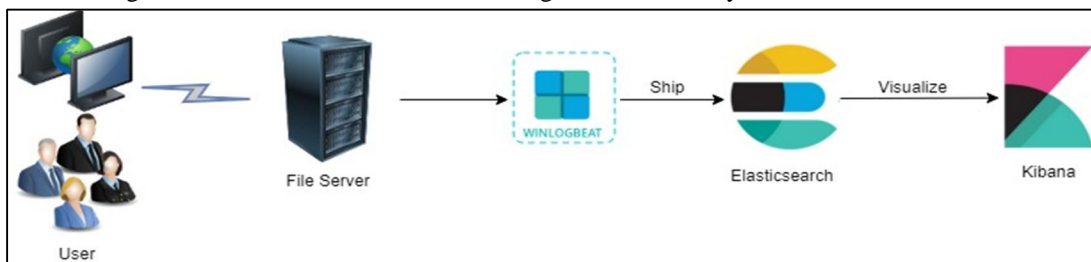 User
File Server
WINLOGBEAT
Ship
Elasticsearch
Visualize
Kibana